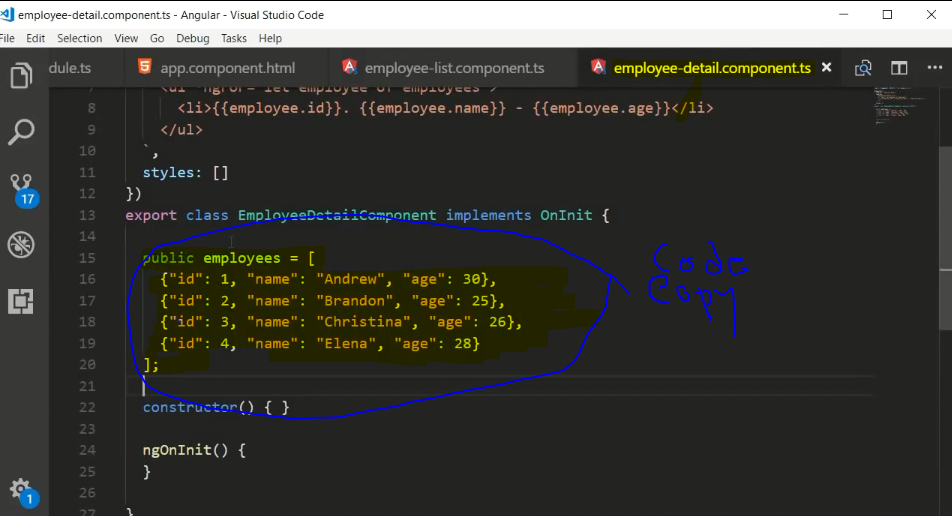 employee-detail.component.ts - Angular - Visual Studio Code
File Edit Selection View Go Debug Tasks Help
dule.ts app.component.html employee-list.component.ts employee-detail.component.ts
7 <ul *ngFor="let employee of employees">
8 <li>{{employee.id}}. {{employee.name}} - {{employee.age}}</li>
9 </ul>
10 `,
11 styles: []
12 })
13 export class EmployeeDetailComponent implements OnInit {
14
15 public employees = [
16 {"id": 1, "name": "Andrew", "age": 30},
17 {"id": 2, "name": "Brandon", "age": 25},
18 {"id": 3, "name": "Christina", "age": 26},
19 {"id": 4, "name": "Elena", "age": 28}
20 ];
21
22 constructor() { }
23
24 ngOnInit() {
25 }
26
27 }
Code
Copy
17
1